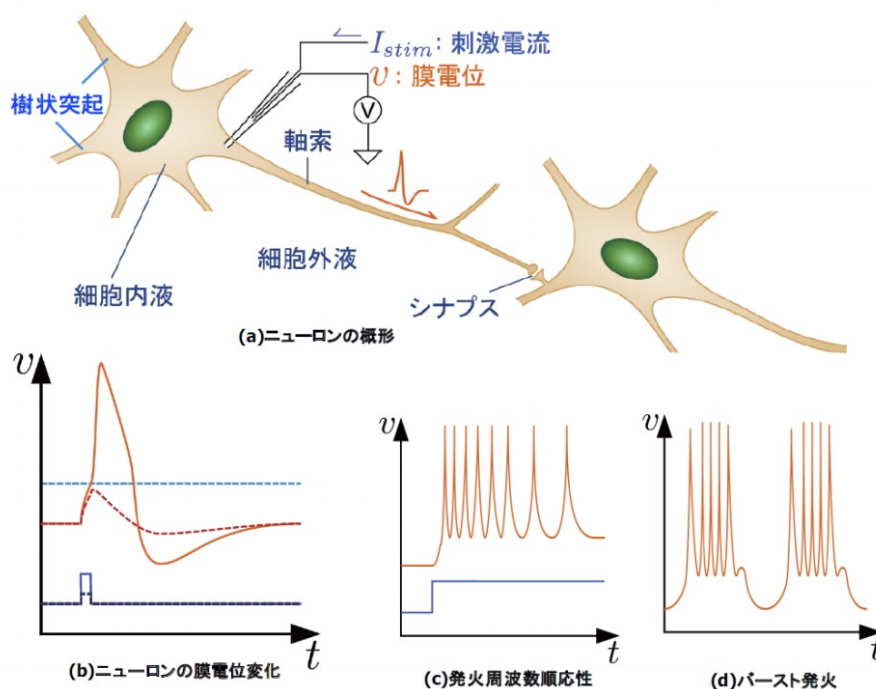 I_stim: 刺激電流
v: 膜電位
樹状突起
V
軸索
細胞外液
細胞内液
シナプス
(a)ニューロンの概形
v
t
(b)ニューロンの膜電位変化
v
t
(c)発火周波数順応性
v
t
(d)バースト発火